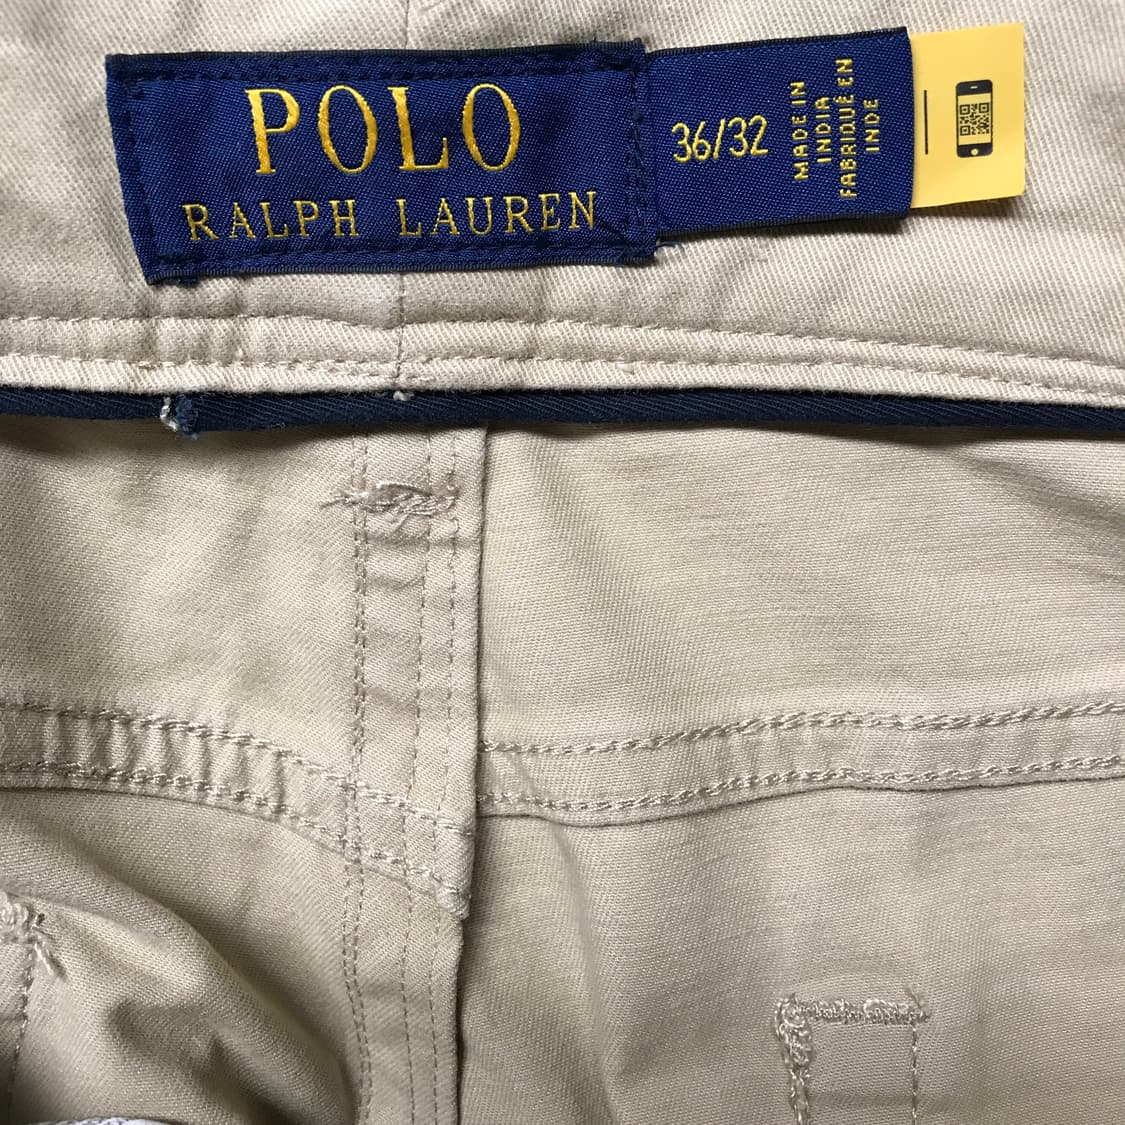 POLO
RALPH LAUREN
36/32
MADE IN
INDIA
FABRIQUÉ EN
INDE